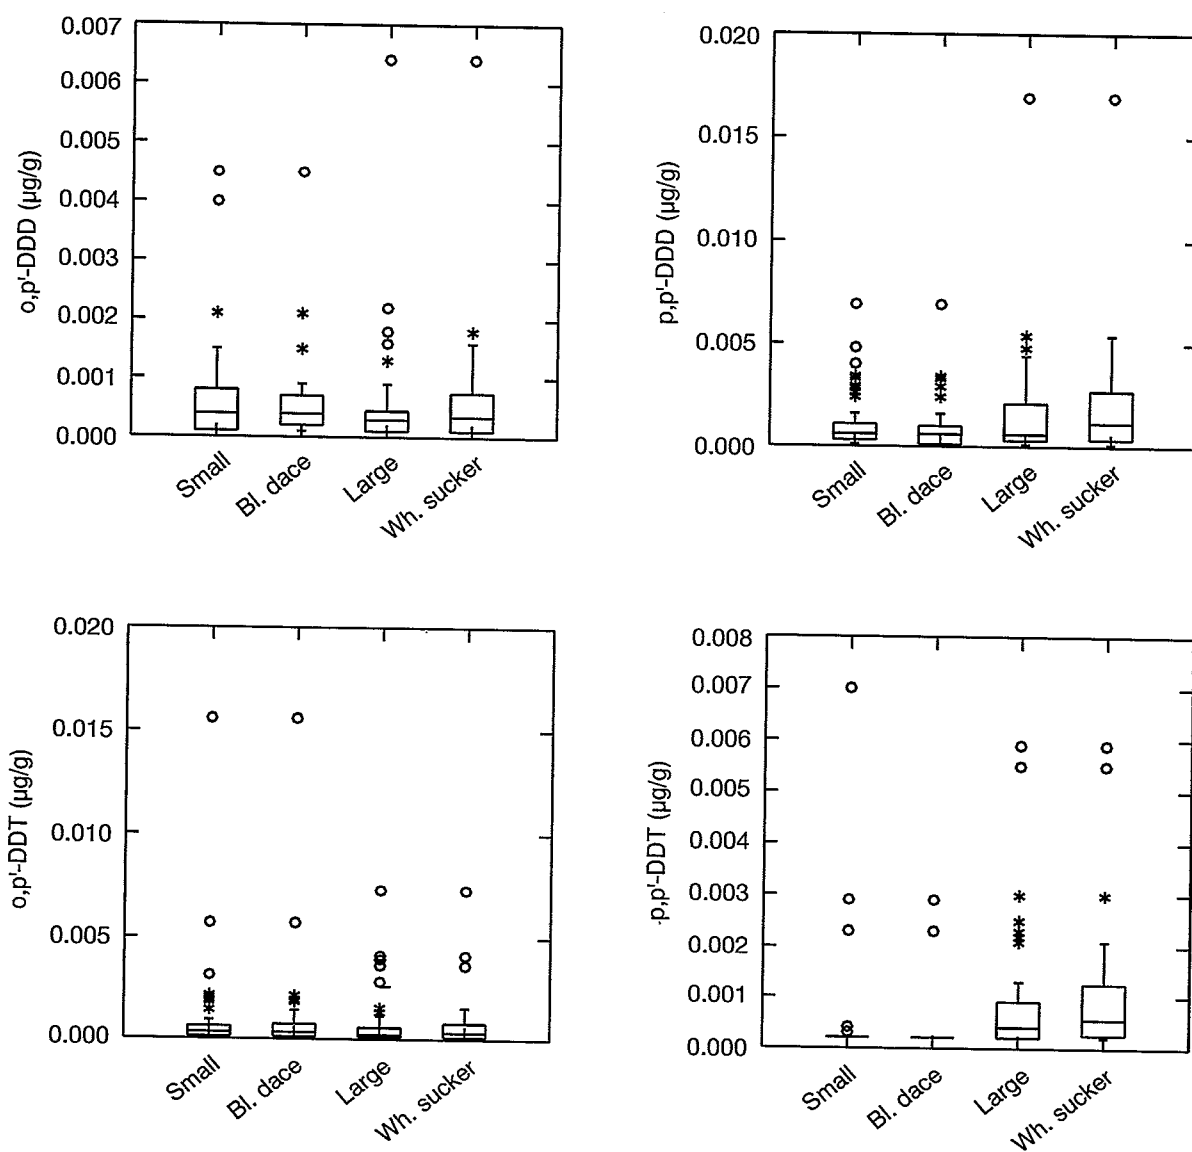 o,p'-DDD (µg/g)
0.007
0.006
0.005
0.004
0.003
0.002
0.001
0.000
Small
Bl. dace
Large
Wh. sucker
p,p'-DDD (µg/g)
0.020
0.015
0.010
0.005
0.000
Small
Bl. dace
Large
Wh. sucker
o,p'-DDT (µg/g)
0.020
0.015
0.010
0.005
0.000
Small
Bl. dace
Large
Wh. sucker
p,p'-DDT (µg/g)
0.008
0.007
0.006
0.005
0.004
0.003
0.002
0.001
0.000
Small
Bl. dace
Large
Wh. sucker